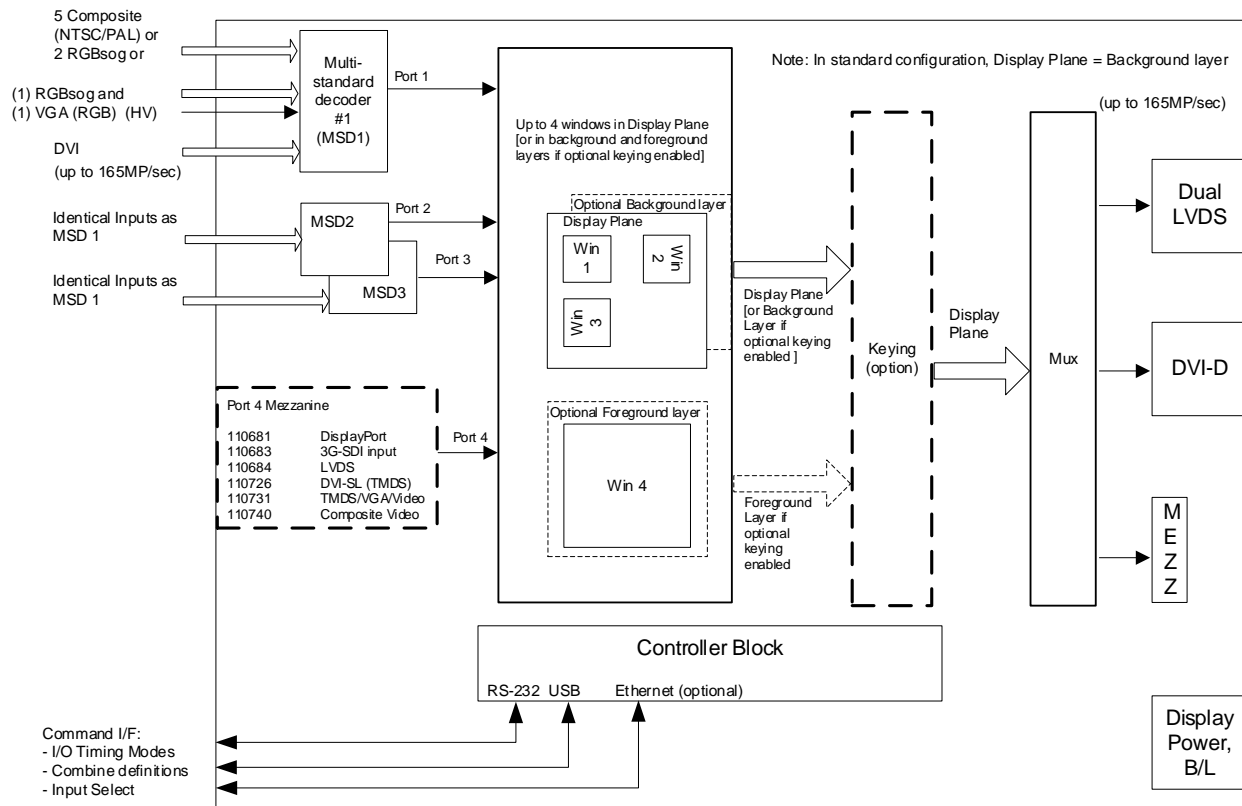 5 Composite
(NTSC/PAL) or
2 RGBsog or
(1) RGBsog and
(1) VGA (RGB) (HV)
DVI
(up to 165MP/sec)
Multi-
standard
decoder
#1
(MSD1)
Port 1
Identical Inputs as
MSD 1
MSD2
Port 2
Identical Inputs as
MSD 1
MSD3
Port 3
Port 4 Mezzanine
110681 DisplayPort
110683 3G-SDI input
110684 LVDS
110726 DVI-SL (TMDS)
110731 TMDS/VGA/Video
110740 Composite Video
Port 4
Up to 4 windows in Display Plane
[or in background and foreground
layers if optional keying enabled]
Optional Background layer
Display Plane
Win
1
Win
2
Win
3
Optional Foreground layer
Win 4
Display Plane
[or Background
Layer if
optional keying
enabled ]
Foreground
Layer if
optional
keying
enabled
Note: In standard configuration, Display Plane = Background layer
Keying
(option)
Display
Plane
Mux
(up to 165MP/sec)
Dual
LVDS
DVI-D
M
E
Z
Z
Controller Block
RS-232 USB Ethernet (optional)
Command I/F:
- I/O Timing Modes
- Combine definitions
- Input Select
Display
Power,
B/L